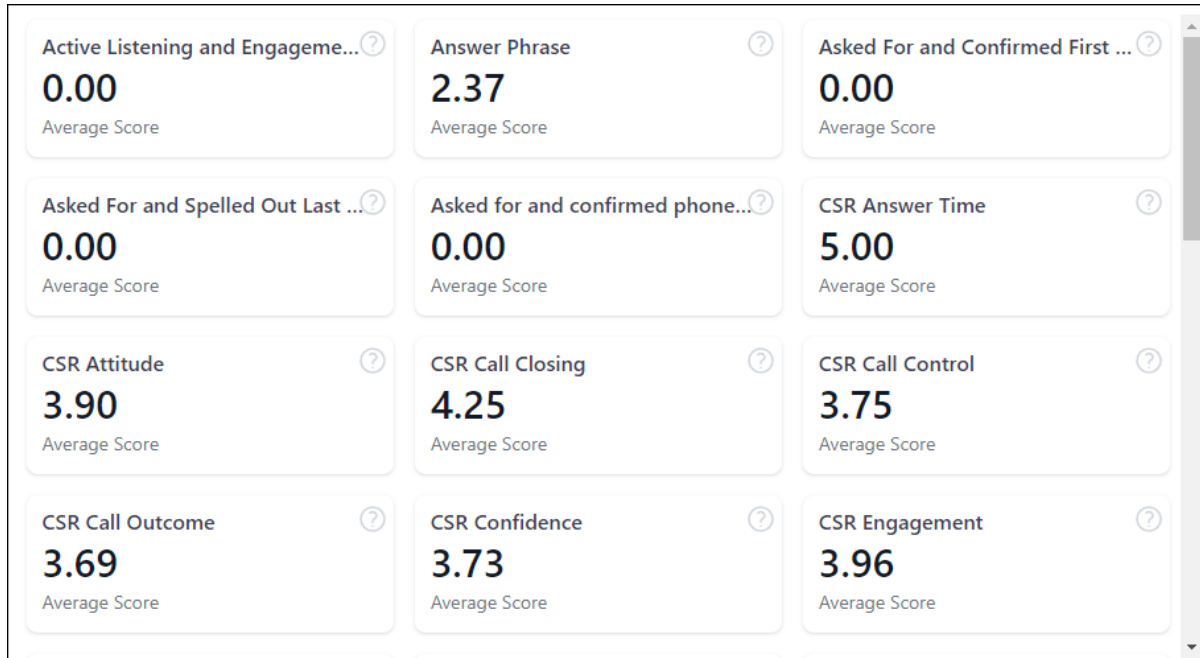 Active Listening and Engageme...
0.00
Average Score
Answer Phrase
2.37
Average Score
Asked For and Confirmed First ...
0.00
Average Score
Asked For and Spelled Out Last ...
0.00
Average Score
Asked for and confirmed phone...
0.00
Average Score
CSR Answer Time
5.00
Average Score
CSR Attitude
3.90
Average Score
CSR Call Closing
4.25
Average Score
CSR Call Control
3.75
Average Score
CSR Call Outcome
3.69
Average Score
CSR Confidence
3.73
Average Score
CSR Engagement
3.96
Average Score